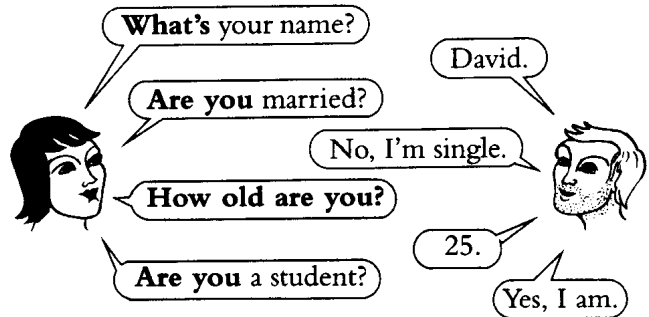 What's your name?
David.
Are you married?
No, I'm single.
How old are you?
25.
Are you a student?
Yes, I am.